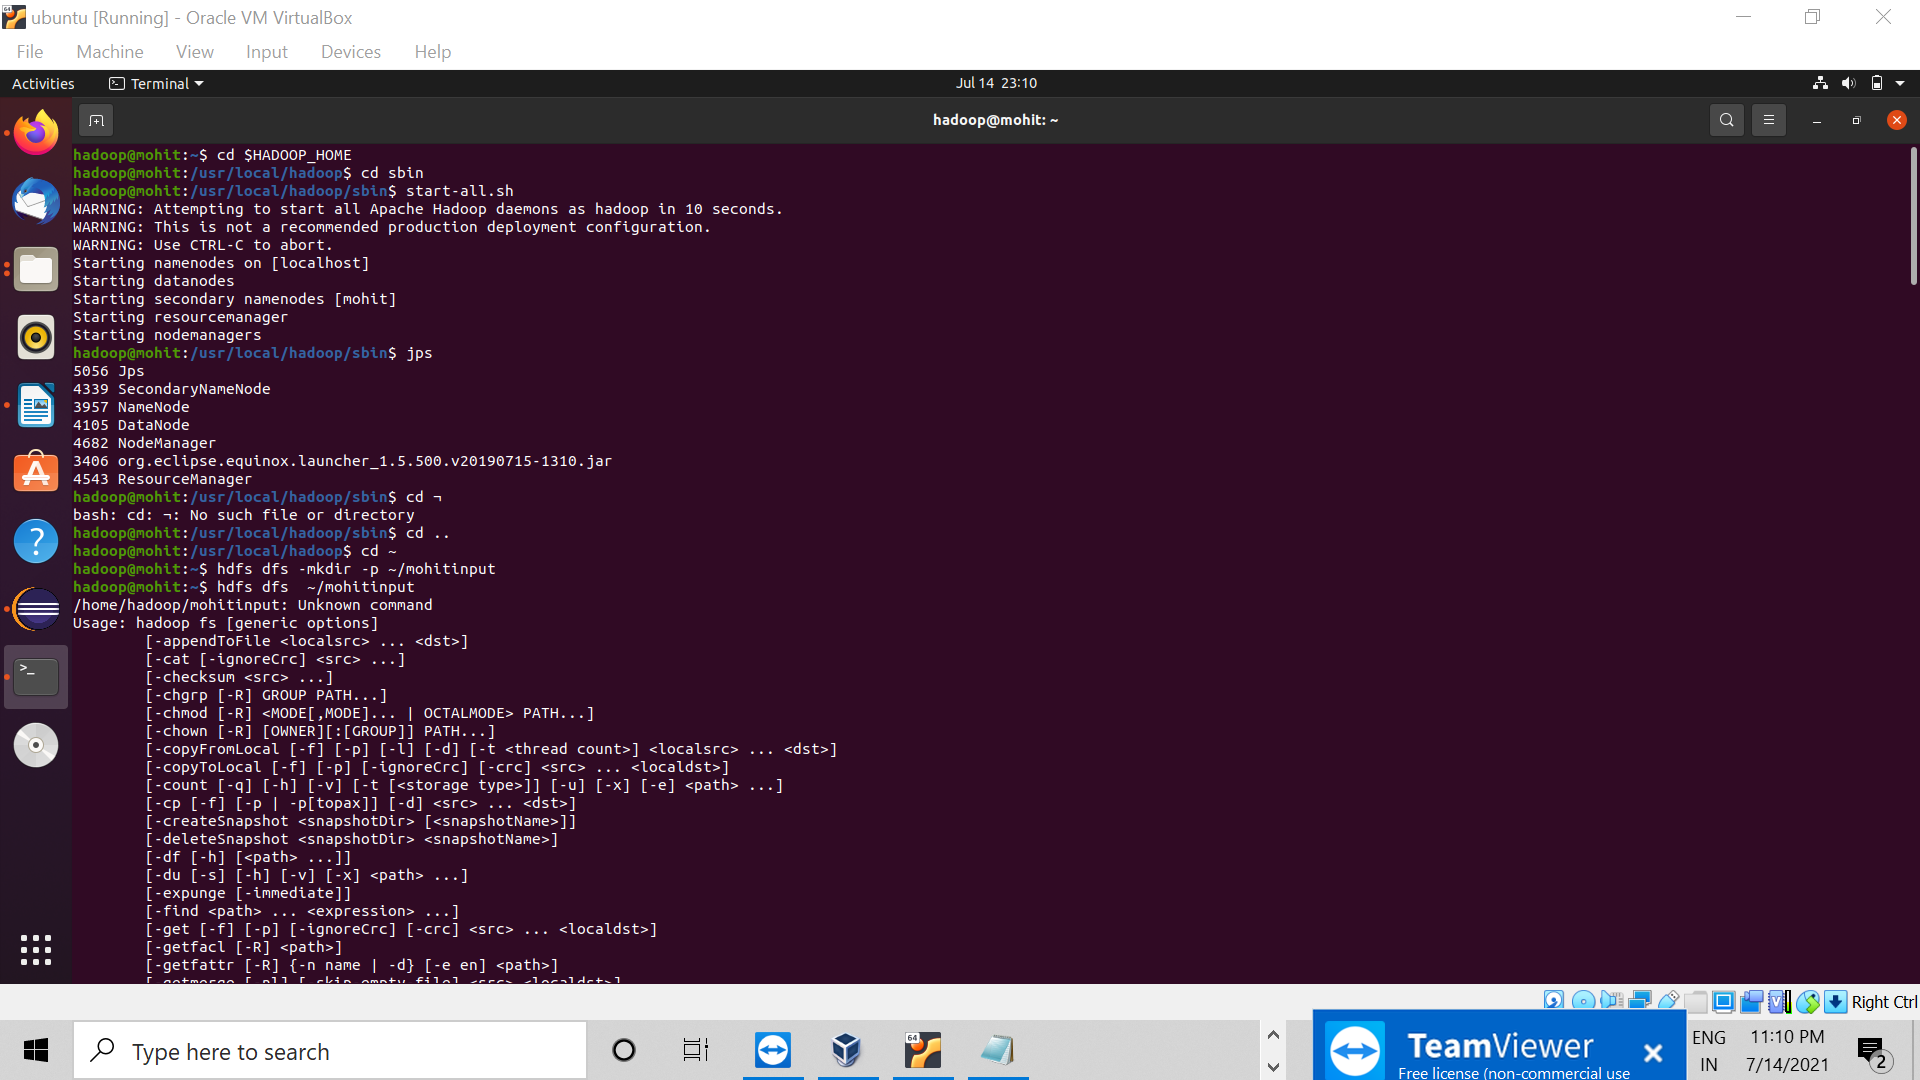 ubuntu [Running] - Oracle VM VirtualBox
File Machine View Input Devices Help
Activities Terminal Jul 14 23:10
hadoop@mohit: ~
hadoop@mohit:~$ cd $HADOOP_HOME
hadoop@mohit:/usr/local/hadoop$ cd sbin
hadoop@mohit:/usr/local/hadoop/sbin$ start-all.sh
WARNING: Attempting to start all Apache Hadoop daemons as hadoop in 10 seconds.
WARNING: This is not a recommended production deployment configuration.
WARNING: Use CTRL-C to abort.
Starting namenodes on [localhost]
Starting datanodes
Starting secondary namenodes [mohit]
Starting resourcemanager
Starting nodemanagers
hadoop@mohit:/usr/local/hadoop/sbin$ jps
5056 Jps
4339 SecondaryNameNode
3957 NameNode
4105 DataNode
4682 NodeManager
3406 org.eclipse.equinox.launcher_1.5.500.v20190715-1310.jar
4543 ResourceManager
hadoop@mohit:/usr/local/hadoop/sbin$ cd ¬
bash: cd: ¬: No such file or directory
hadoop@mohit:/usr/local/hadoop/sbin$ cd ..
hadoop@mohit:/usr/local/hadoop$ cd ~
hadoop@mohit:~$ hdfs dfs -mkdir -p ~/mohitinput
hadoop@mohit:~$ hdfs dfs  ~/mohitinput
/home/hadoop/mohitinput: Unknown command
Usage: hadoop fs [generic options]
[-appendToFile <localsrc> ... <dst>]
[-cat [-ignoreCrc] <src> ...]
[-checksum <src> ...]
[-chgrp [-R] GROUP PATH...]
[-chmod [-R] <MODE[,MODE]... | OCTALMODE> PATH...]
[-chown [-R] [OWNER][:[GROUP]] PATH...]
[-copyFromLocal [-f] [-p] [-l] [-d] [-t <thread count>] <localsrc> ... <dst>]
[-copyToLocal [-f] [-p] [-ignoreCrc] [-crc] <src> ... <localdst>]
[-count [-q] [-h] [-v] [-t [<storage type>]] [-u] [-x] [-e] <path> ...]
[-cp [-f] [-p | -p[topax]] [-d] <src> ... <dst>]
[-createSnapshot <snapshotDir> [<snapshotName>]]
[-deleteSnapshot <snapshotDir> <snapshotName>]
[-df [-h] [<path> ...]]
[-du [-s] [-h] [-v] [-x] <path> ...]
[-expunge [-immediate]]
[-find <path> ... <expression> ...]
[-get [-f] [-p] [-ignoreCrc] [-crc] <src> ... <localdst>]
[-getfacl [-R] <path>]
[-getfattr [-R] {-n name | -d} [-e en] <path>]
[-getmerge [-nl] [-skip-empty-file] <src> <localdst>]
Right Ctrl
Type here to search
64
TeamViewer
Free license (non-commercial use
ENG 11:10 PM
IN 7/14/2021
2